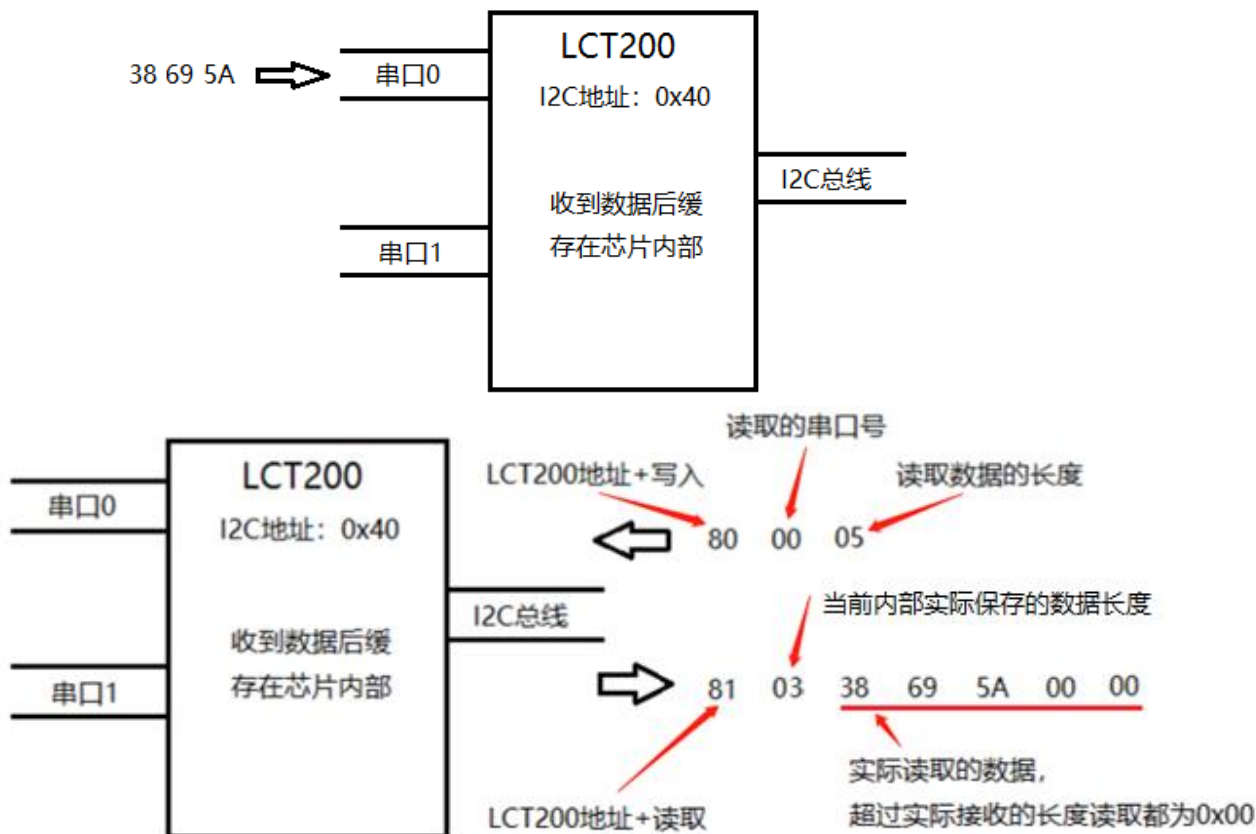 LCT200
38 69 5A
串口0
I2C地址：0x40
I2C总线
收到数据后缓
存在芯片内部
串口1
读取的串口号
LCT200
LCT200地址+写入
读取数据的长度
串口0
I2C地址：0x40
80 00 05
当前内部实际保存的数据长度
I2C总线
收到数据后缓
存在芯片内部
串口1
81 03 38 69 5A 00 00
实际读取的数据，
超过实际接收的长度读取都为0x00
LCT200地址+读取